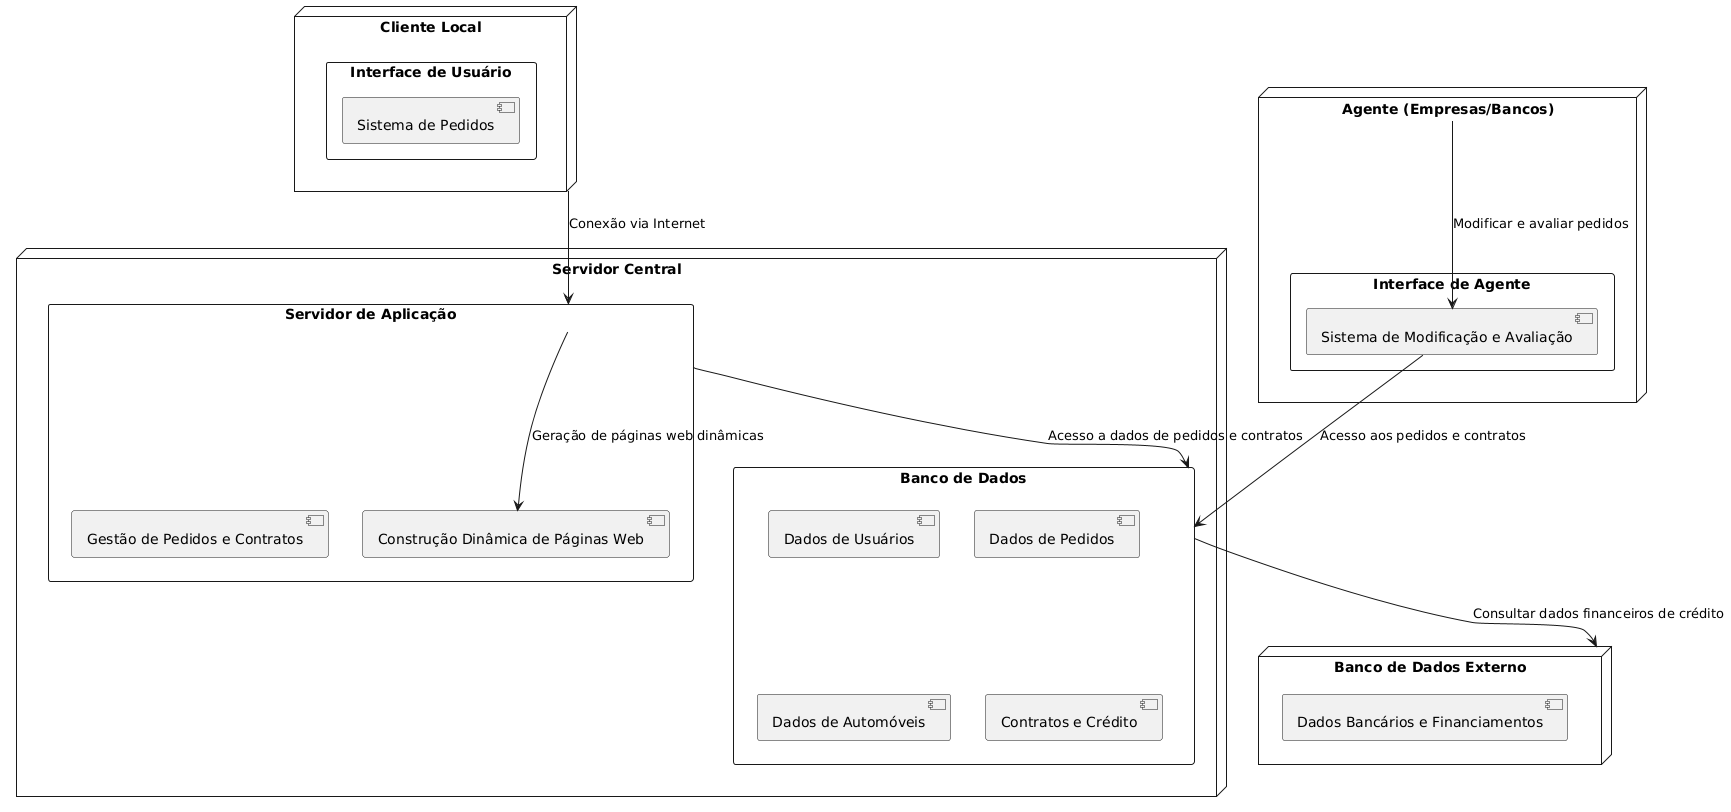 Cliente Local
Interface de Usuário
Sistema de Pedidos
Agente (Empresas/Bancos)
Conexão via Internet
Modificar e avaliar pedidos
Servidor Central
Interface de Agente
Servidor de Aplicação
Sistema de Modificação e Avaliação
Geração de páginas web dinâmicas
Acesso a dados de pedidos e contratos
Acesso aos pedidos e contratos
Banco de Dados
Gestão de Pedidos e Contratos
Construção Dinâmica de Páginas Web
Dados de Usuários
Dados de Pedidos
Consultar dados financeiros de crédito
Banco de Dados Externo
Dados de Automóveis
Contratos e Crédito
Dados Bancários e Financiamentos